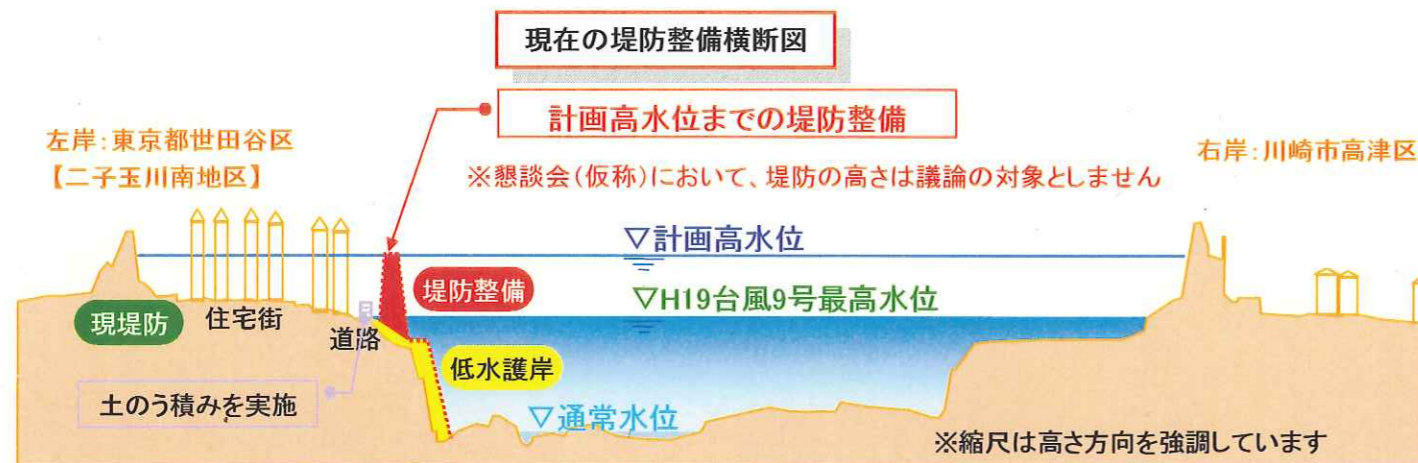 現在の堤防整備横断図
計画高水位までの堤防整備
左岸:東京都世田谷区
【二子玉川南地区】
右岸:川崎市高津区
※懇談会(仮称)において、堤防の高さは議論の対象としません
▽計画高水位
堤防整備
▽H19台風9号最高水位
現堤防
住宅街
道路
低水護岸
土のう積みを実施
▽通常水位
※縮尺は高さ方向を強調しています